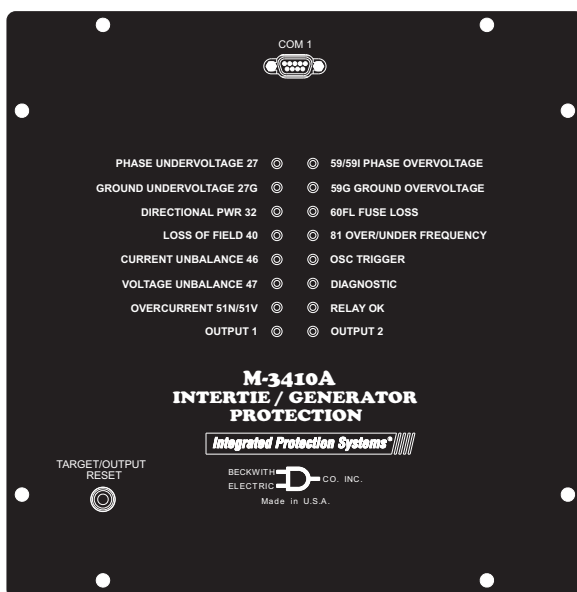 COM 1
PHASE UNDERVOLTAGE 27
59/59I PHASE OVERVOLTAGE
GROUND UNDERVOLTAGE 27G
59G GROUND OVERVOLTAGE
DIRECTIONAL PWR 32
60FL FUSE LOSS
LOSS OF FIELD 40
81 OVER/UNDER FREQUENCY
CURRENT UNBALANCE 46
OSC TRIGGER
VOLTAGE UNBALANCE 47
DIAGNOSTIC
OVERCURRENT 51N/51V
RELAY OK
OUTPUT 1
OUTPUT 2
M-3410A
INTERTIE / GENERATOR
PROTECTION
Integrated Protection Systems®
TARGET/OUTPUT
RESET
BECKWITH
ELECTRIC
CO. INC.
Made in U.S.A.